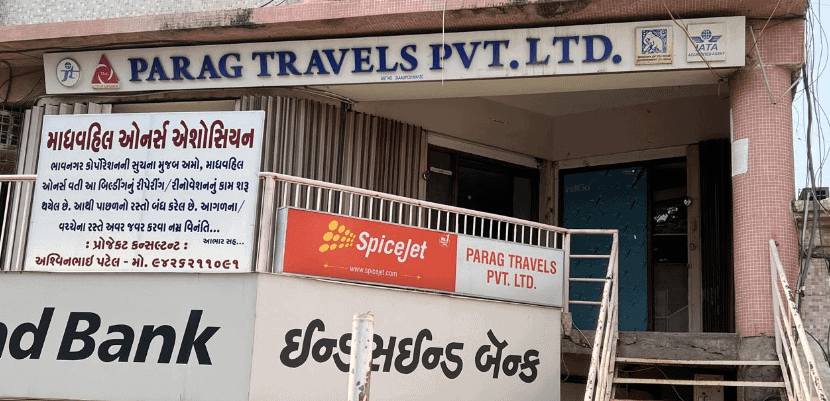 PARAG TRAVELS PVT. LTD.
IATA
માધવહિલ ઓનર્સ એશોસિયન
ભાવનગર કોર્પોરેશનની સુચના મુજબ અમો, માધવહિલ
ઓનર્સ વતી આ બિલ્ડીંગનું રીપેરીંગ/રીનોવેશનનું કામ શરૂ
થયેલ છે. આથી પાછળનો રસ્તો બંધ કરેલ છે. આગળના/
વચ્ચેના રસ્તે અવર જવર કરવા નમ્ર વિનંતિ...
આભાર સહ...
: પ્રોજેક્ટ કન્સલ્ટન્ટ :
અશ્વિનભાઇ પટેલ - મો. ૯૪૨૬૨૧૧૦૯૧
IndiGo
SpiceJet
www.spicejet.com
PARAG TRAVELS
PVT. LTD.
nd Bank
ઈન્ડસઈન્ડ બેન્ક